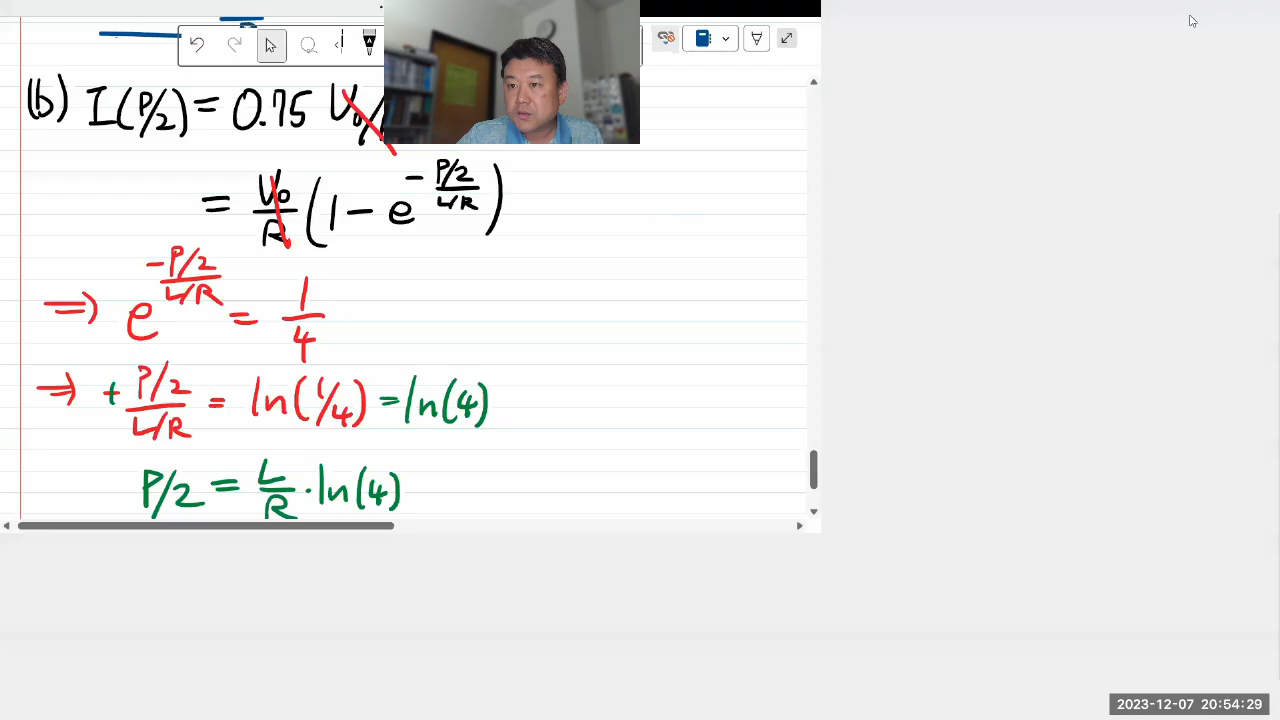 (b) I(P/2) = 0.75 V₀/
= V₀/R (1 - e^(-(P/2)/(L/R)))
⇒ e^(-(P/2)/(L/R)) = 1/4
⇒ + (P/2)/(L/R) = ln(1/4) = ln(4)
P/2 = L/R · ln(4)
2023-12-07 20:54:29